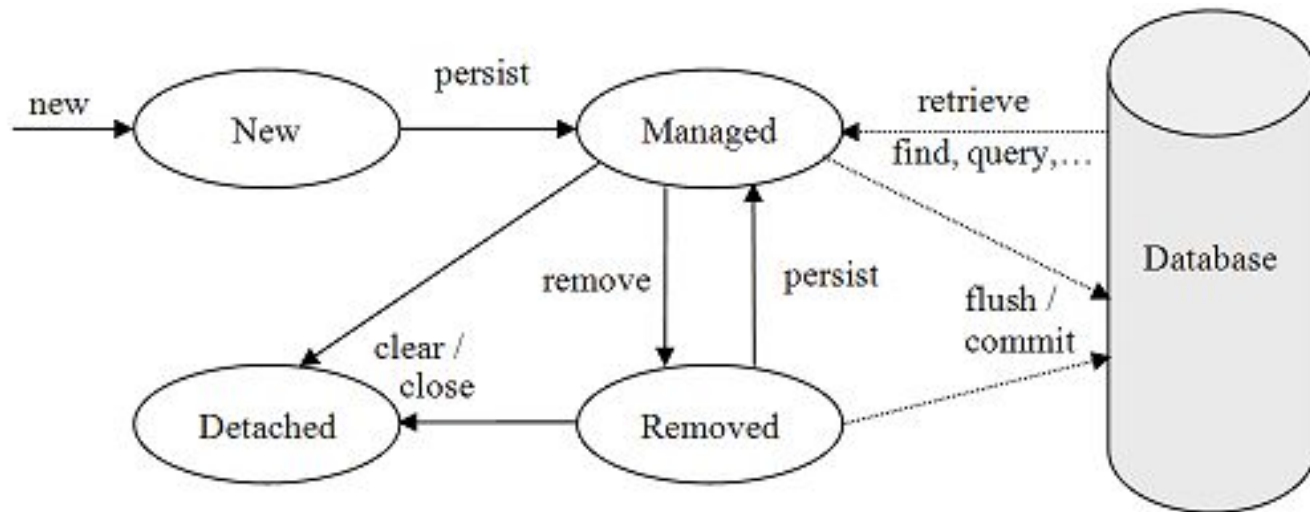 new
New
persist
Managed
retrieve
find, query,...
Database
remove
persist
flush /
commit
clear /
close
Detached
Removed